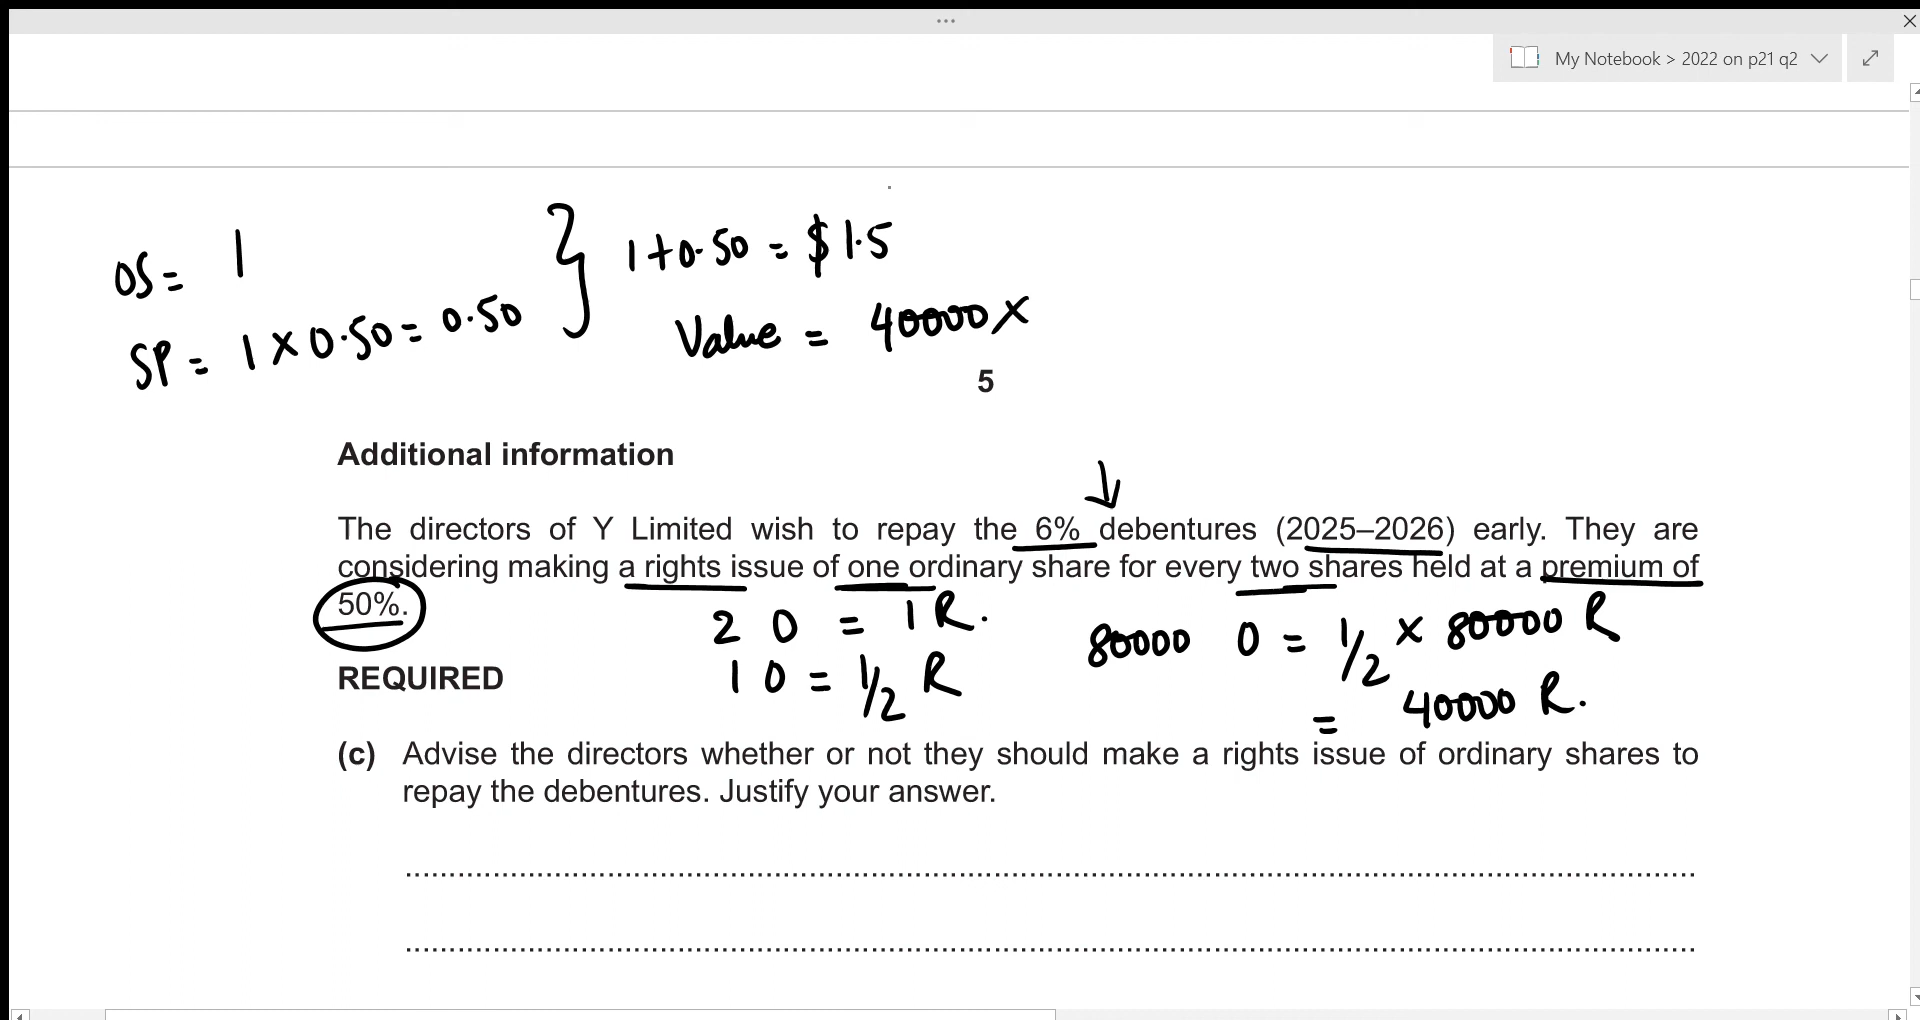 My Notebook > 2022 on p21 q2
OS = 1
SP = 1 x 0.50 = 0.50
1 + 0.50 = $ 1.5
Value = 40000 x
5
Additional information
The directors of Y Limited wish to repay the 6% debentures (2025–2026) early. They are
considering making a rights issue of one ordinary share for every two shares held at a premium of
50%.
2 0 = 1 R.
1 0 = 1/2 R
80000 0 = 1/2 x 80000 R
= 40000 R.
REQUIRED
(c) Advise the directors whether or not they should make a rights issue of ordinary shares to
repay the debentures. Justify your answer.